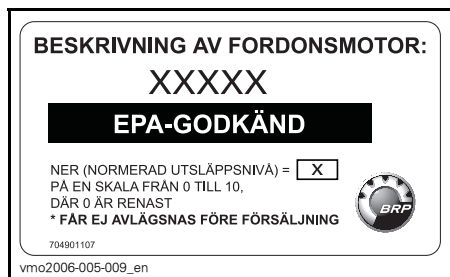 BESKRIVNING AV FORDONSMOTOR:
XXXXX
EPA-GODKÄND
NER (NORMERAD UTSLÄPPSNIVÅ) = X
PÅ EN SKALA FRÅN 0 TILL 10,
DÄR 0 ÄR RENAST
* FÅR EJ AVLÄGSNAS FÖRE FÖRSÄLJNING
BRP
704901107
vmo2006-005-009_en